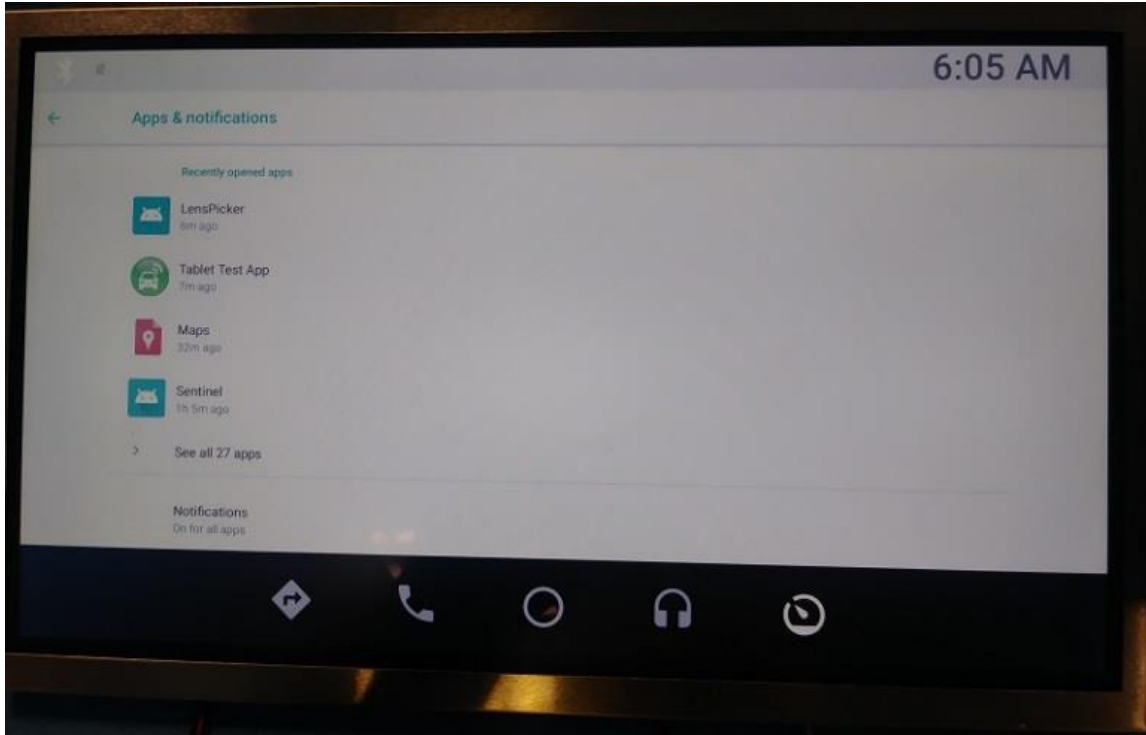 6:05 AM
Apps & notifications
Recently opened apps
LensPicker
6m ago
Tablet Test App
7m ago
Maps
32m ago
Sentinel
1h 5m ago
See all 27 apps
Notifications
On for all apps